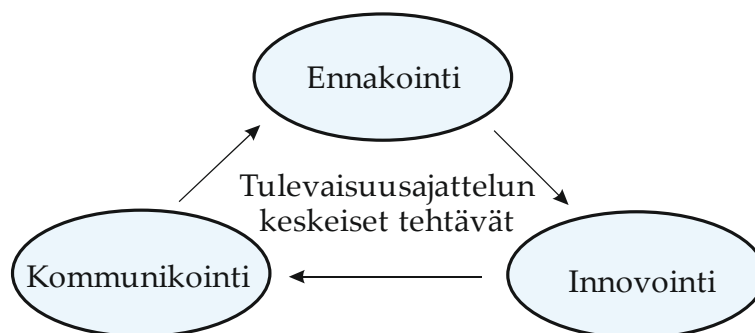 Ennakointi
Tulevaisuusajattelun
keskeiset tehtävät
Kommunikointi
Innovointi